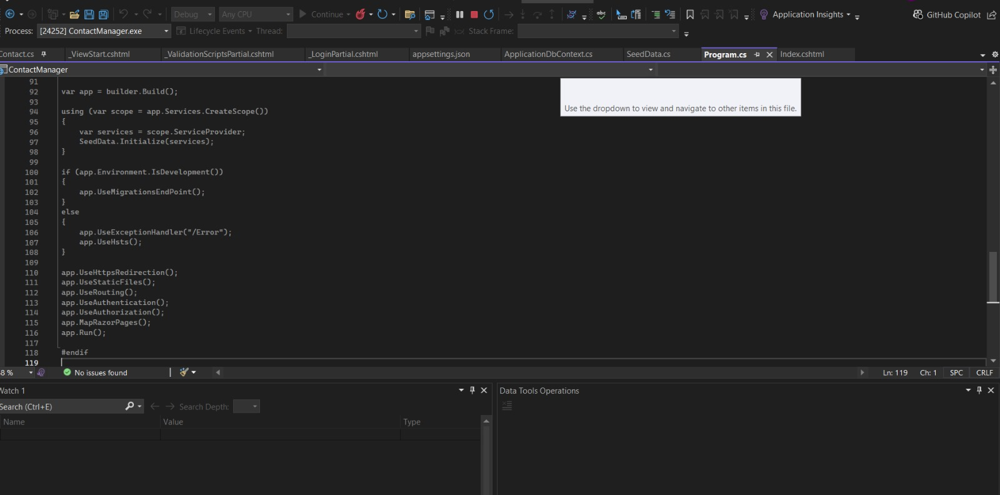 Debug Any CPU Continue Application Insights GitHub Copilot
Process: [24252] ContactManager.exe Lifecycle Events Thread: Stack Frame:
Contact.cs _ViewStart.cshtml _ValidationScriptsPartial.cshtml _LoginPartial.cshtml appsettings.json ApplicationDbContext.cs SeedData.cs Program.cs Index.cshtml
ContactManager
Use the dropdown to view and navigate to other items in this file.
91
92 var app = builder.Build();
93
94 using (var scope = app.Services.CreateScope())
95 {
96 var services = scope.ServiceProvider;
97 SeedData.Initialize(services);
98 }
99
100 if (app.Environment.IsDevelopment())
101 {
102 app.UseMigrationsEndPoint();
103 }
104 else
105 {
106 app.UseExceptionHandler("/Error");
107 app.UseHsts();
108 }
109
110 app.UseHttpsRedirection();
111 app.UseStaticFiles();
112 app.UseRouting();
113 app.UseAuthentication();
114 app.UseAuthorization();
115 app.MapRazorPages();
116 app.Run();
117
118 #endif
119
8 % No issues found Ln: 119 Ch: 1 SPC CRLF
Watch 1 Data Tools Operations
Search (Ctrl+E) Search Depth:
Name Value Type